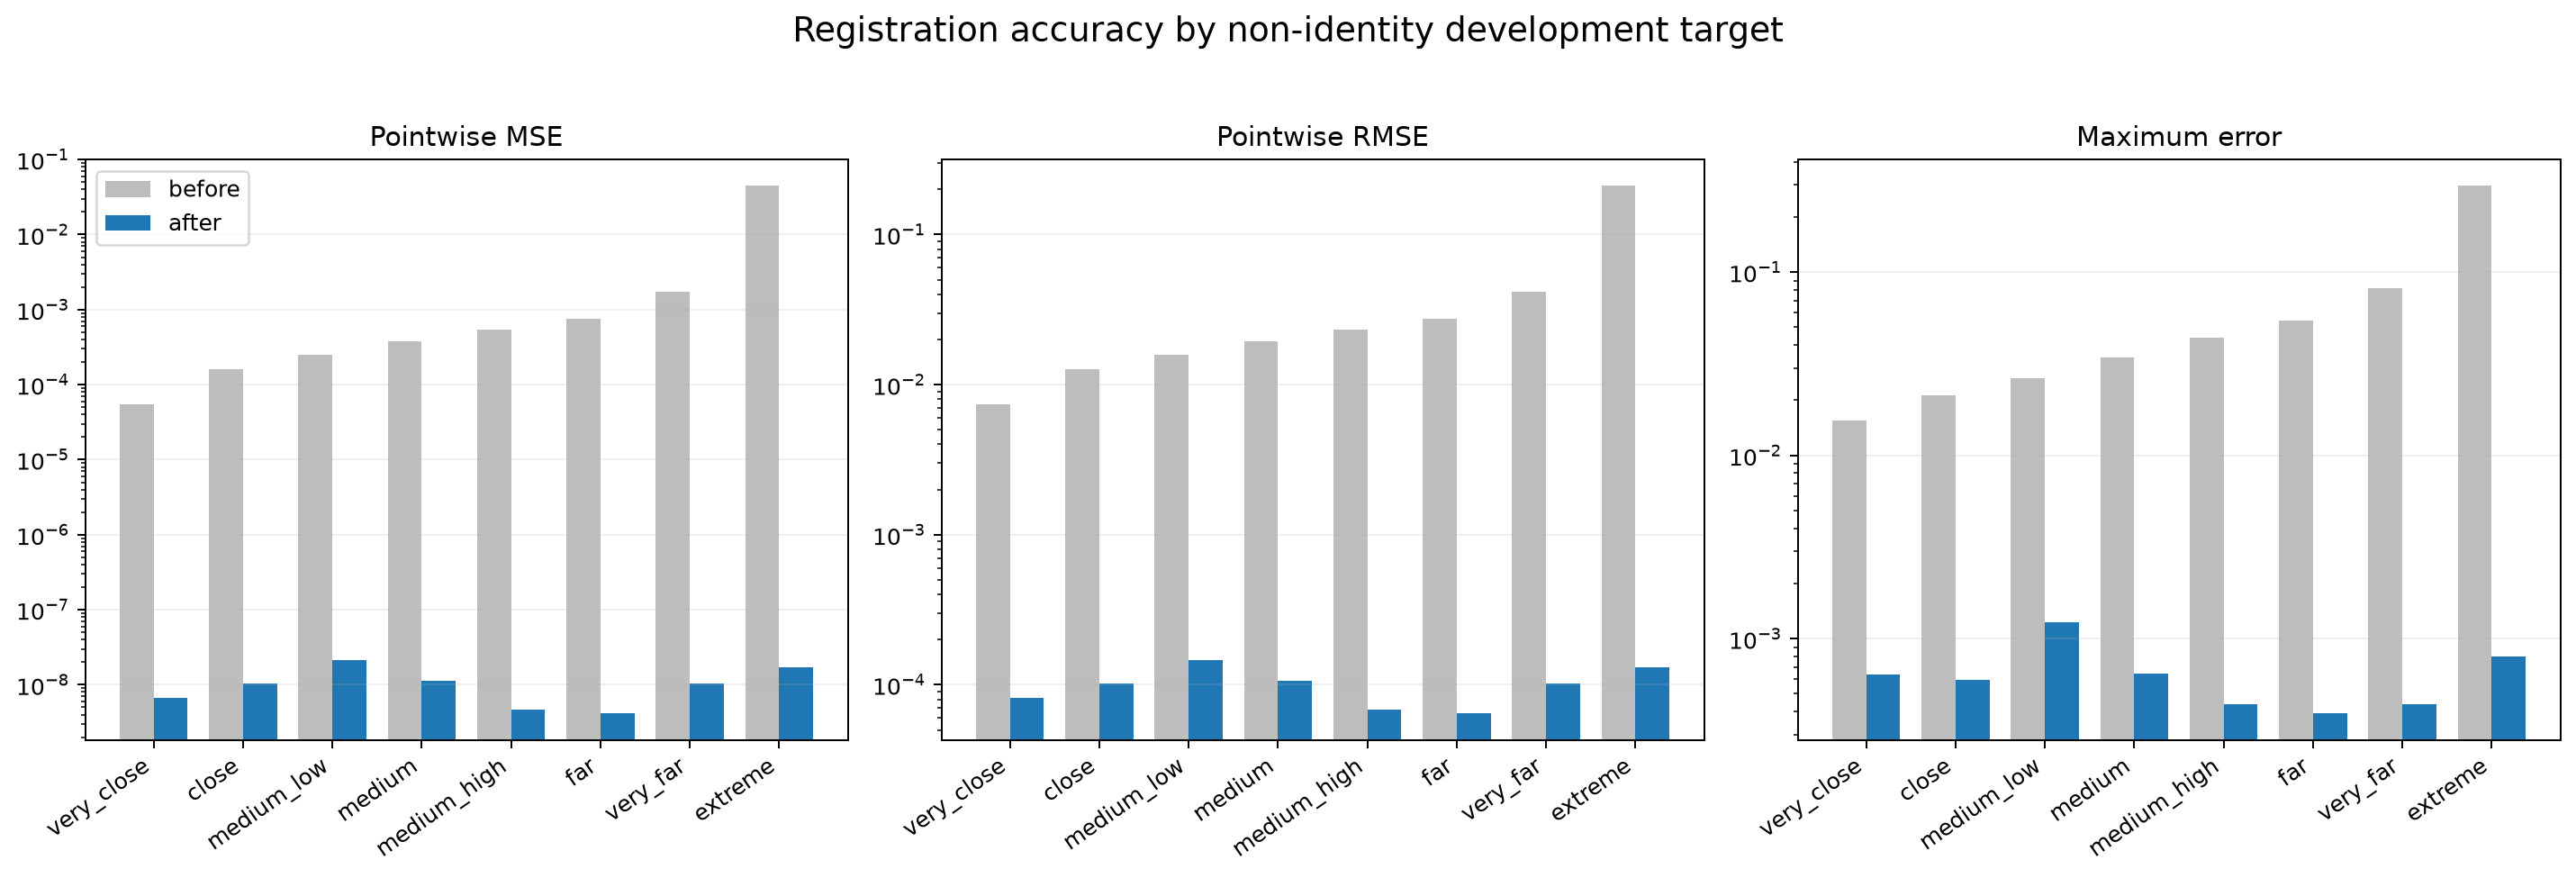 Registration accuracy by non-identity development target
Pointwise MSE
before
after
10⁻¹
10⁻²
10⁻³
10⁻⁴
10⁻⁵
10⁻⁶
10⁻⁷
10⁻⁸
very_close
close
medium_low
medium
medium_high
far
very_far
extreme
Pointwise RMSE
10⁻¹
10⁻²
10⁻³
10⁻⁴
very_close
close
medium_low
medium
medium_high
far
very_far
extreme
Maximum error
10⁻¹
10⁻²
10⁻³
very_close
close
medium_low
medium
medium_high
far
very_far
extreme